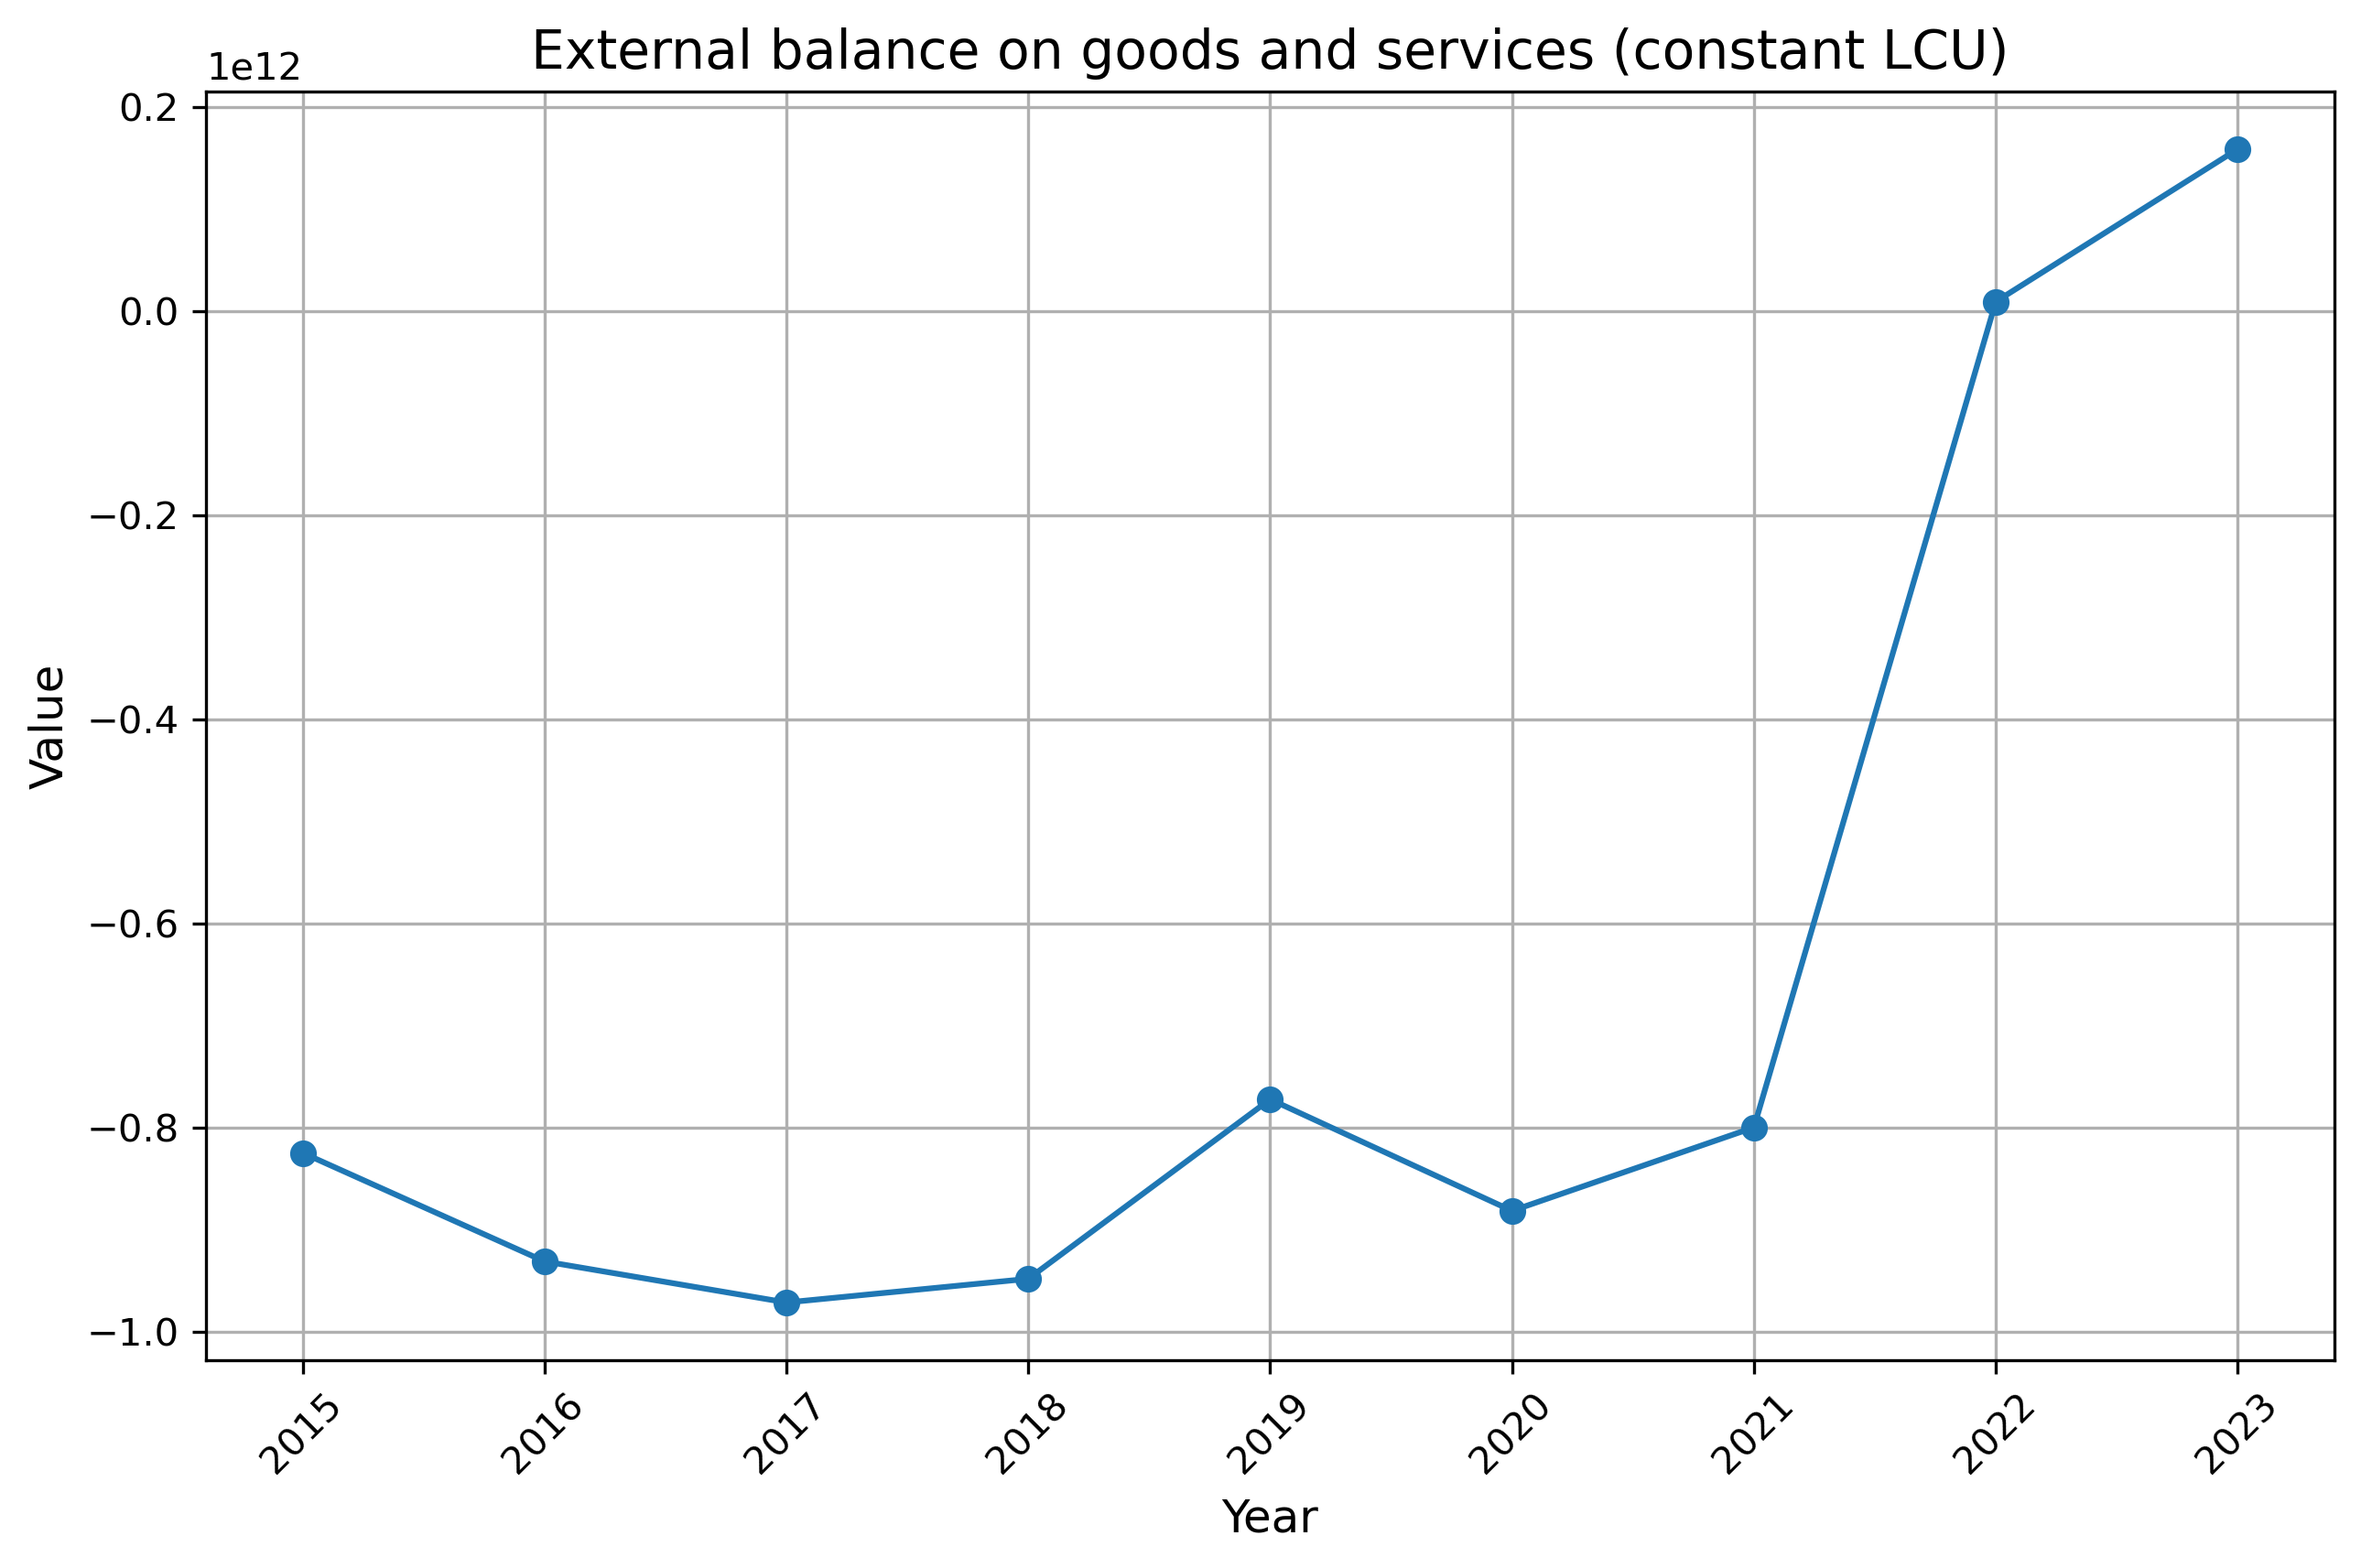 External balance on goods and services (constant LCU)
1e12
0.2
0.0
−0.2
−0.4
−0.6
−0.8
−1.0
Value
2015 2016 2017 2018 2019 2020 2021 2022 2023
Year